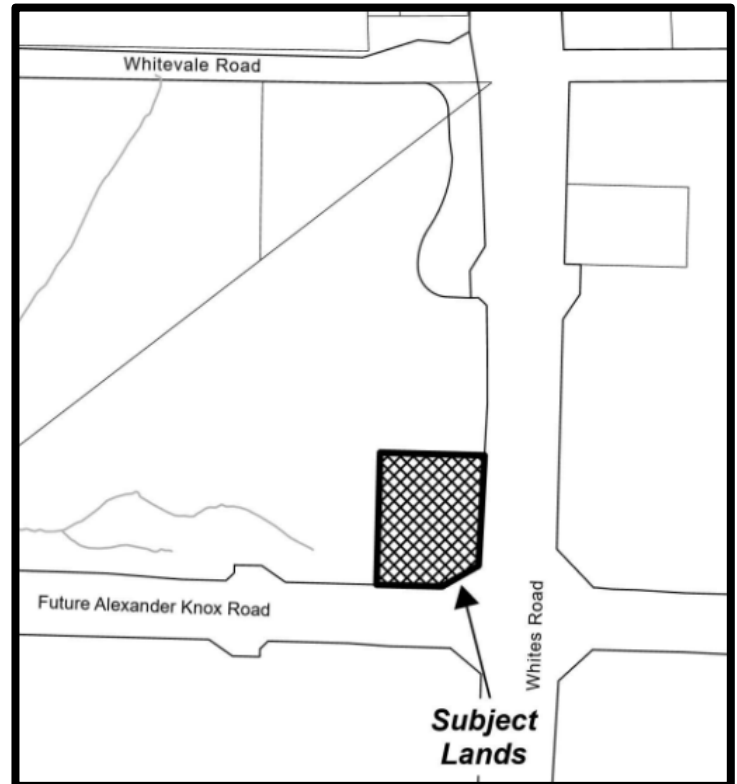 Whitevale Road
Future Alexander Knox Road
Whites Road
Subject
Lands